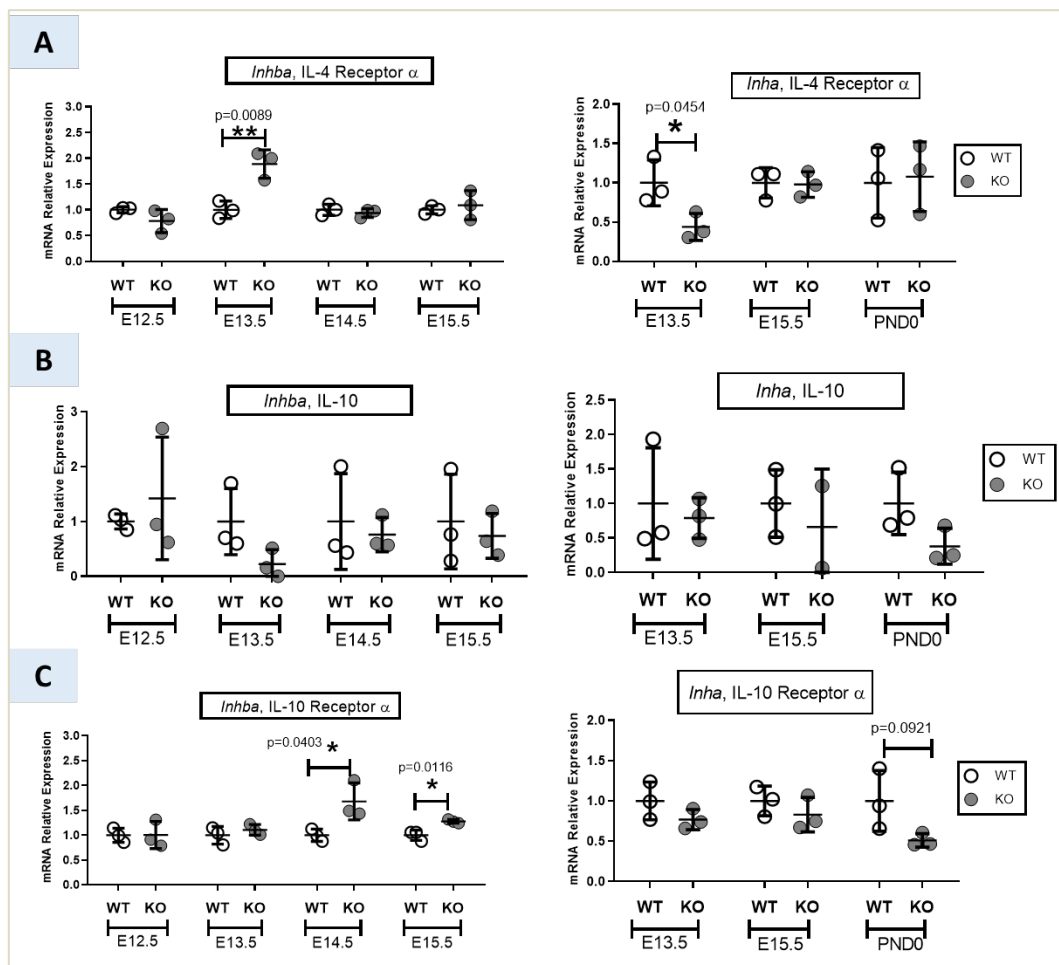 A
Inhba, IL-4 Receptor α
mRNA Relative Expression
3.0
2.5
2.0
1.5
1.0
0.5
0.0
p=0.0089
**
WT KO WT KO WT KO WT KO
E12.5 E13.5 E14.5 E15.5
Inha, IL-4 Receptor α
mRNA Relative Expression
2.0
1.5
1.0
0.5
0.0
p=0.0454
*
WT KO WT KO WT KO
E13.5 E15.5 PND0
WT
KO
B
Inhba, IL-10
mRNA Relative Expression
3
2
1
0
WT KO WT KO WT KO WT KO
E12.5 E13.5 E14.5 E15.5
Inha, IL-10
mRNA Relative Expression
2.5
2.0
1.5
1.0
0.5
0.0
WT KO WT KO WT KO
E13.5 E15.5 PND0
WT
KO
C
Inhba, IL-10 Receptor α
mRNA Relative Expression
3.0
2.5
2.0
1.5
1.0
0.5
0.0
p=0.0403
*
p=0.0116
*
WT KO WT KO WT KO WT KO
E12.5 E13.5 E14.5 E15.5
Inha, IL-10 Receptor α
mRNA Relative Expression
2.0
1.5
1.0
0.5
0.0
p=0.0921
WT KO WT KO WT KO
E13.5 E15.5 PND0
WT
KO